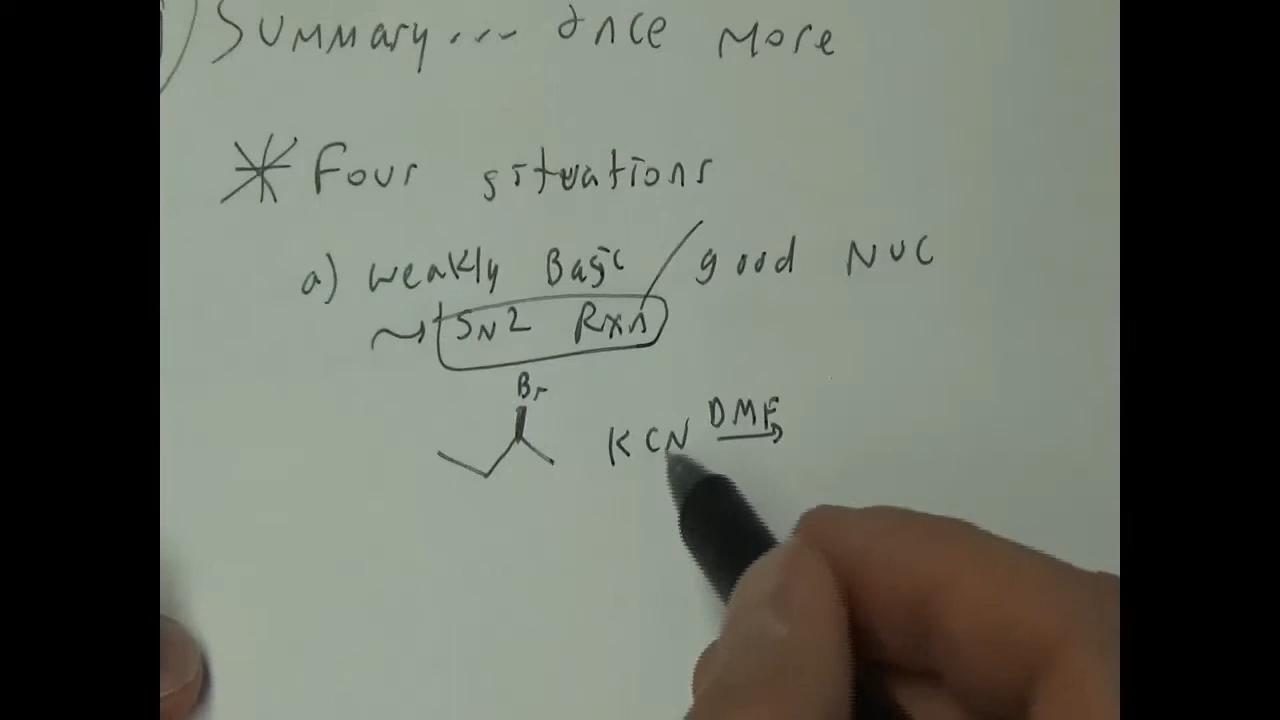 Summary... once more
* Four situations
a) weakly Basic / good NUC
→ SN2 Rxn
Br
KCN DMF